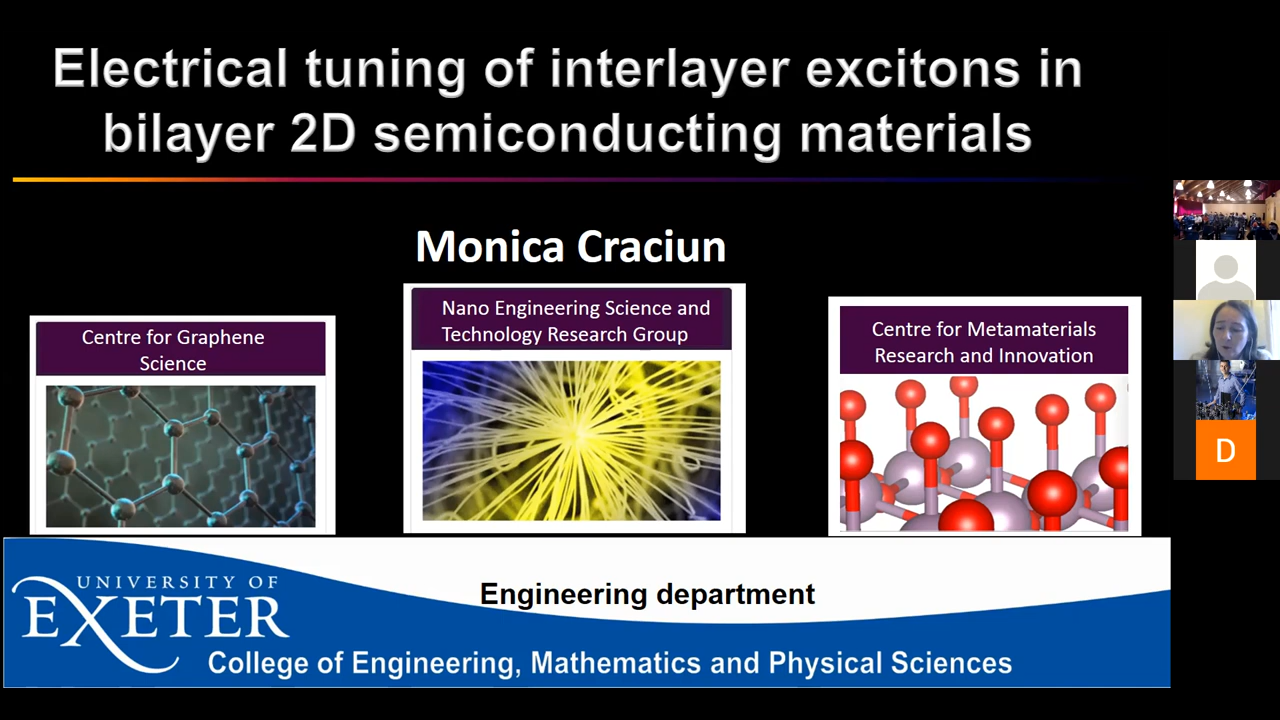 Electrical tuning of interlayer excitons in
bilayer 2D semiconducting materials
Monica Craciun
Centre for Graphene
Science
Nano Engineering Science and
Technology Research Group
Centre for Metamaterials
Research and Innovation
D
UNIVERSITY OF
EXETER
Engineering department
College of Engineering, Mathematics and Physical Sciences